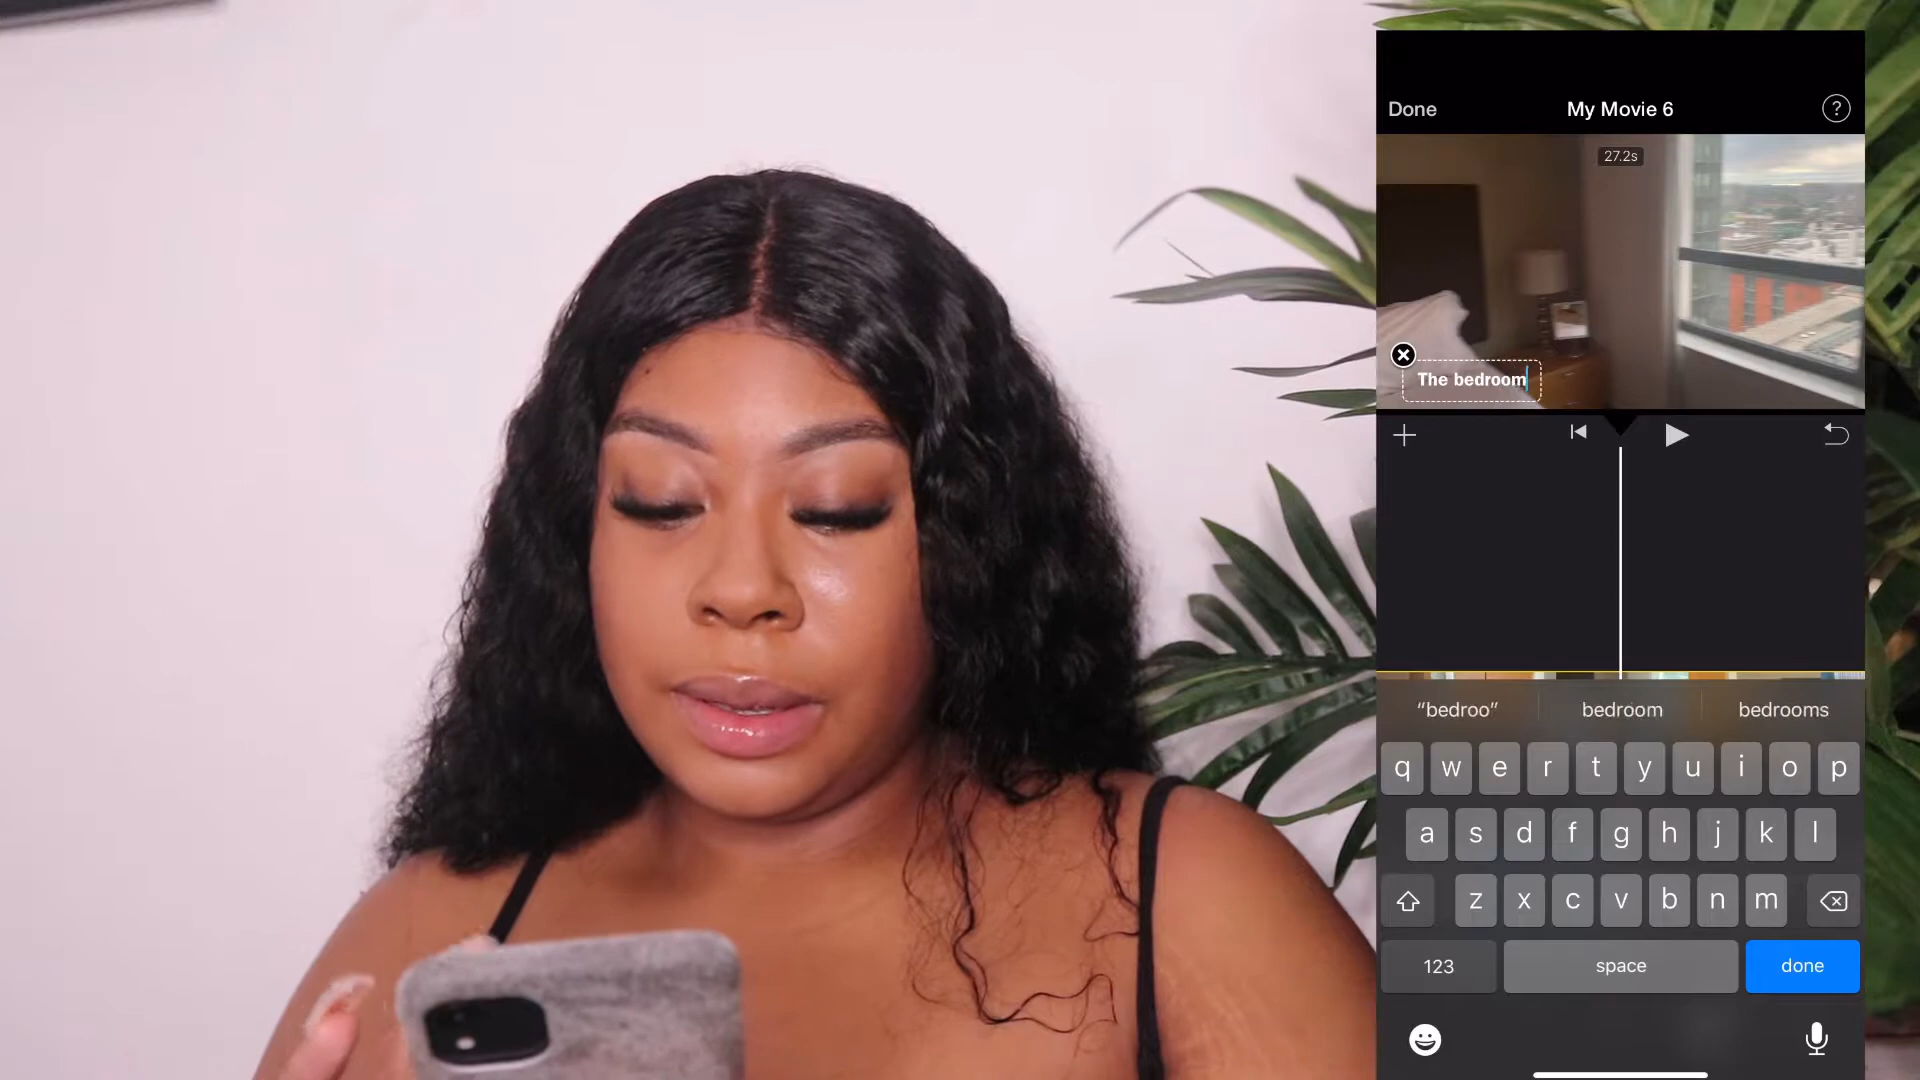 Done My Movie 6 ?
27.2s
The bedroom
“bedroo” bedroom bedrooms
q w e r t y u i o p
a s d f g h j k l
z x c v b n m
123 space done